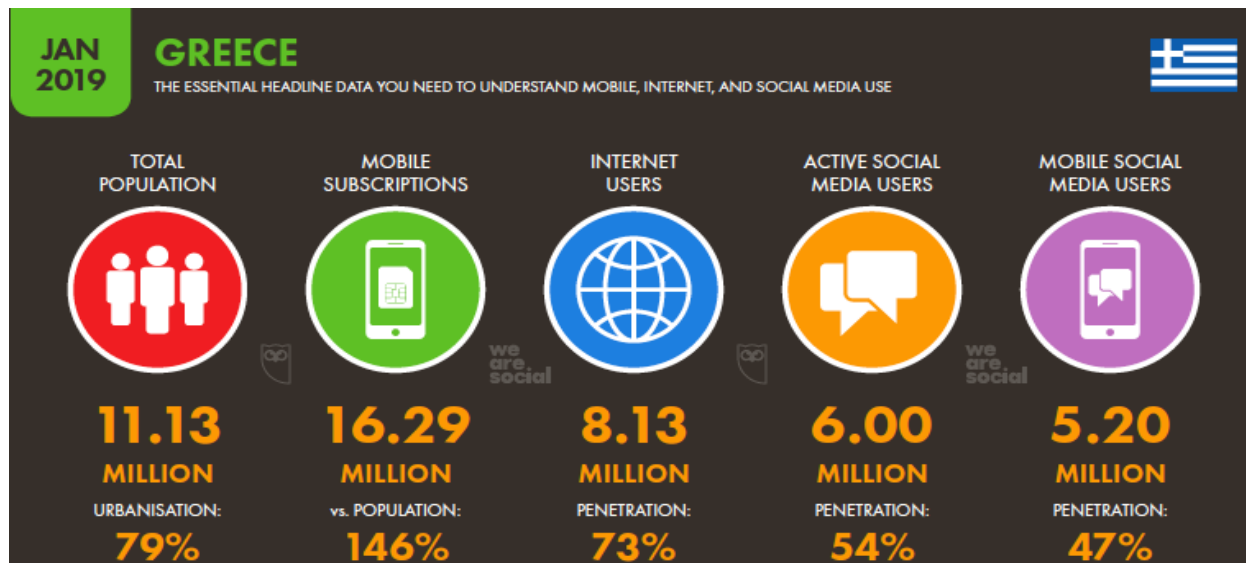 JAN
2019
GREECE
THE ESSENTIAL HEADLINE DATA YOU NEED TO UNDERSTAND MOBILE, INTERNET, AND SOCIAL MEDIA USE
TOTAL
POPULATION
MOBILE
SUBSCRIPTIONS
INTERNET
USERS
ACTIVE SOCIAL
MEDIA USERS
MOBILE SOCIAL
MEDIA USERS
we
are
social
we
are
social
11.13
MILLION
URBANISATION:
79%
16.29
MILLION
vs. POPULATION:
146%
8.13
MILLION
PENETRATION:
73%
6.00
MILLION
PENETRATION:
54%
5.20
MILLION
PENETRATION:
47%